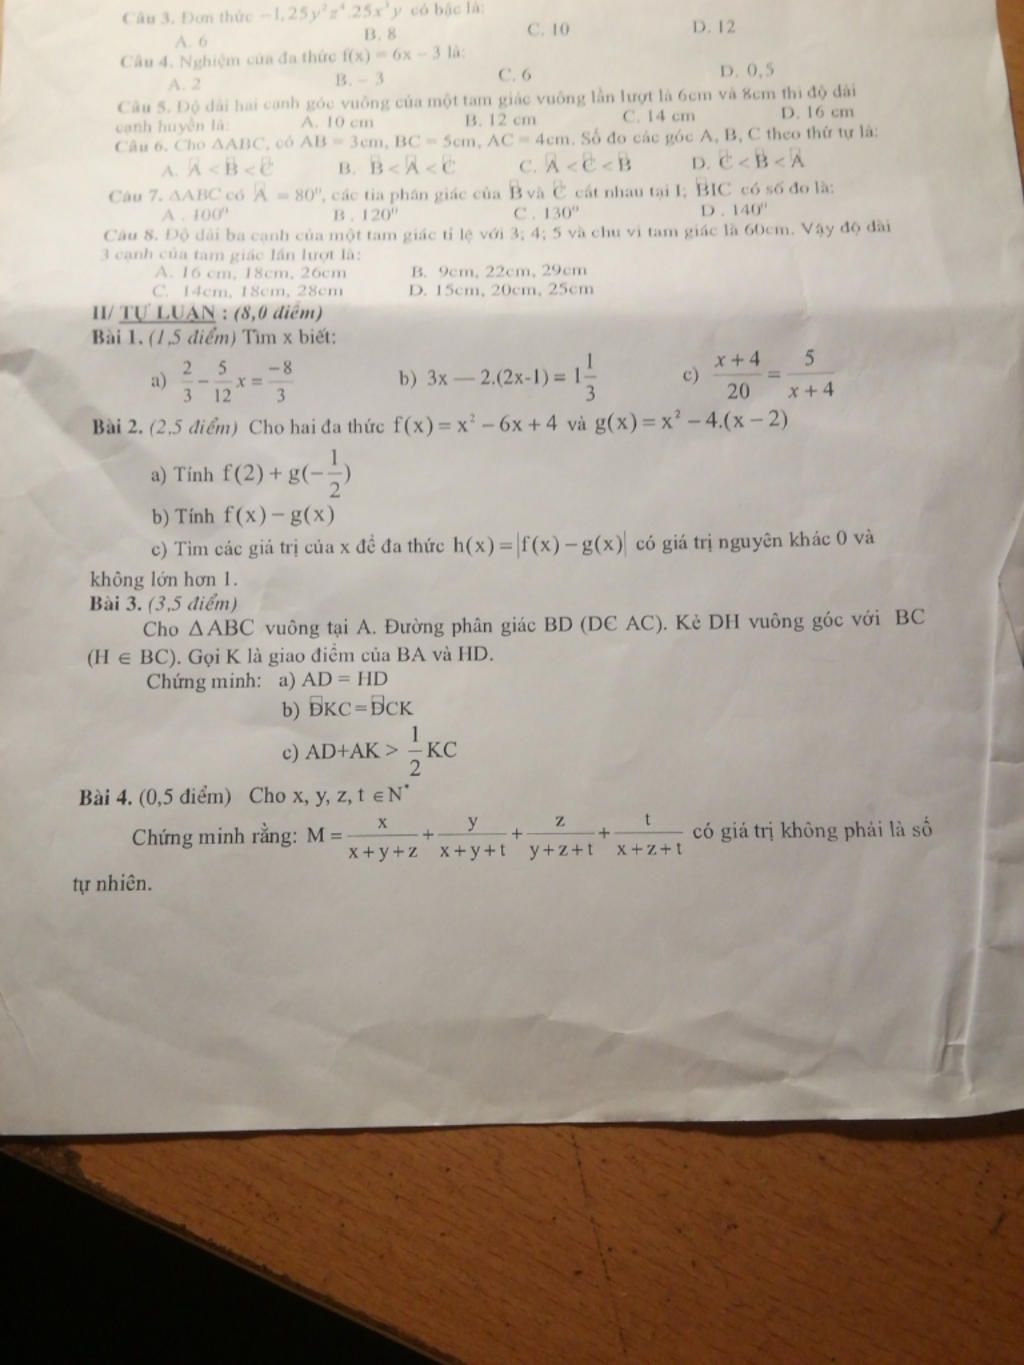 Câu 3. Đơn thức −1,25y²z⁴.25x³y có bậc là:
A. 6 B. 8 C. 10 D. 12
Câu 4. Nghiệm của đa thức f(x) = 6x − 3 là:
A. 2 B. − 3 C. 6 D. 0,5
Câu 5. Độ dài hai cạnh góc vuông của một tam giác vuông lần lượt là 6cm và 8cm thì độ dài
cạnh huyền là: A. 10 cm B. 12 cm C. 14 cm D. 16 cm
Câu 6. Cho ΔABC, có AB = 3cm, BC = 5cm, AC = 4cm. Số đo các góc A, B, C theo thứ tự là:
A. A < B < C B. B < A < C C. A < C < B D. C < B < A
Câu 7. ΔABC có A = 80⁰, các tia phân giác của B và C cắt nhau tại I; BIC có số đo là:
A . 100⁰ B . 120⁰ C . 130⁰ D . 140⁰
Câu 8. Độ dài ba cạnh của một tam giác tỉ lệ với 3; 4; 5 và chu vi tam giác là 60cm. Vậy độ dài
3 cạnh của tam giác lần lượt là:
A. 16 cm, 18cm, 26cm B. 9cm, 22cm, 29cm
C. 14cm, 18cm, 28cm D. 15cm, 20cm, 25cm
II/ TỰ LUẬN : (8,0 điểm)
Bài 1. (1,5 điểm) Tìm x biết:
a) 2/3 − 5/12 x = −8/3 b) 3x — 2.(2x-1) = 1 1/3 c) (x + 4)/20 = 5/(x + 4)
Bài 2. (2,5 điểm) Cho hai đa thức f(x) = x² − 6x + 4 và g(x) = x² − 4.(x − 2)
a) Tính f(2) + g(−1/2)
b) Tính f(x) − g(x)
c) Tìm các giá trị của x để đa thức h(x) = |f(x) − g(x)| có giá trị nguyên khác 0 và
không lớn hơn 1.
Bài 3. (3,5 điểm)
Cho ΔABC vuông tại A. Đường phân giác BD (DЄ AC). Kẻ DH vuông góc với BC
(H ∈ BC). Gọi K là giao điểm của BA và HD.
Chứng minh: a) AD = HD
b) DKC = DCK
c) AD+AK > 1/2 KC
Bài 4. (0,5 điểm) Cho x, y, z, t ∈ N*
Chứng minh rằng: M = x/(x+y+z) + y/(x+y+t) + z/(y+z+t) + t/(x+z+t) có giá trị không phải là số
tự nhiên.